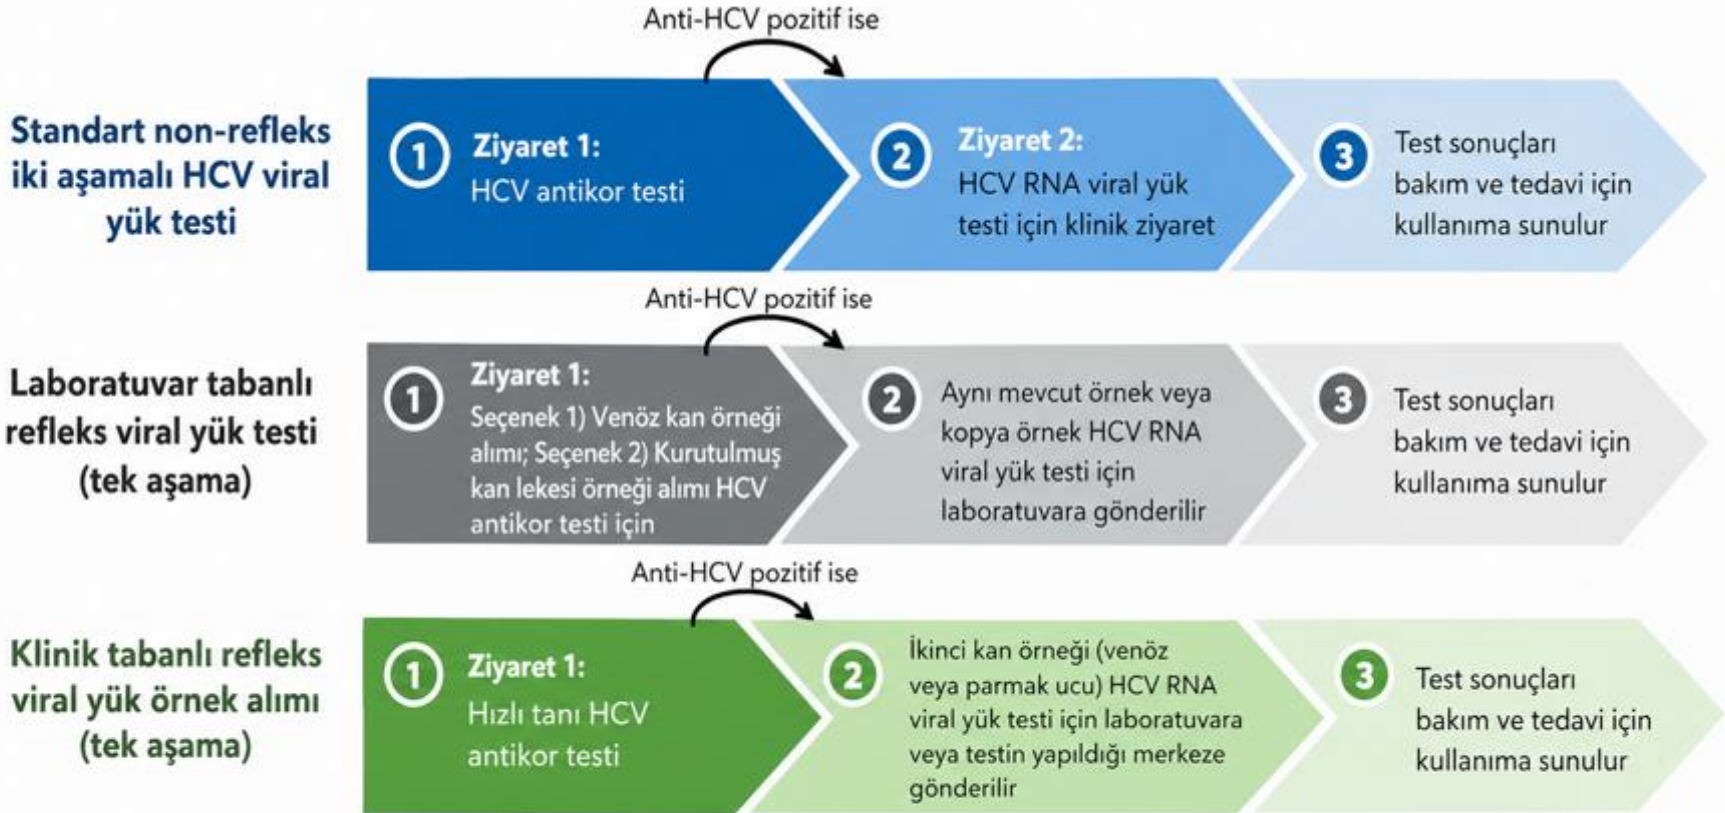 Anti-HCV pozitif ise
Standart non-refleks
iki aşamalı HCV viral
yük testi
1
Ziyaret 1:
HCV antikor testi
2
Ziyaret 2:
HCV RNA viral yük
testi için klinik ziyaret
3
Test sonuçları
bakım ve tedavi için
kullanıma sunulur
Anti-HCV pozitif ise
Laboratuvar tabanlı
refleks viral yük testi
(tek aşama)
1
Ziyaret 1:
Seçenek 1) Venöz kan örneği
alımı; Seçenek 2) Kurutulmuş
kan lekesi örneği alımı HCV
antikor testi için
2
Aynı mevcut örnek veya
kopya örnek HCV RNA
viral yük testi için
laboratuvara gönderilir
3
Test sonuçları
bakım ve tedavi için
kullanıma sunulur
Anti-HCV pozitif ise
Klinik tabanlı refleks
viral yük örnek alımı
(tek aşama)
1
Ziyaret 1:
Hızlı tanı HCV
antikor testi
2
İkinci kan örneği (venöz
veya parmak ucu) HCV RNA
viral yük testi için laboratuvara
veya testin yapıldığı merkeze
gönderilir
3
Test sonuçları
bakım ve tedavi için
kullanıma sunulur